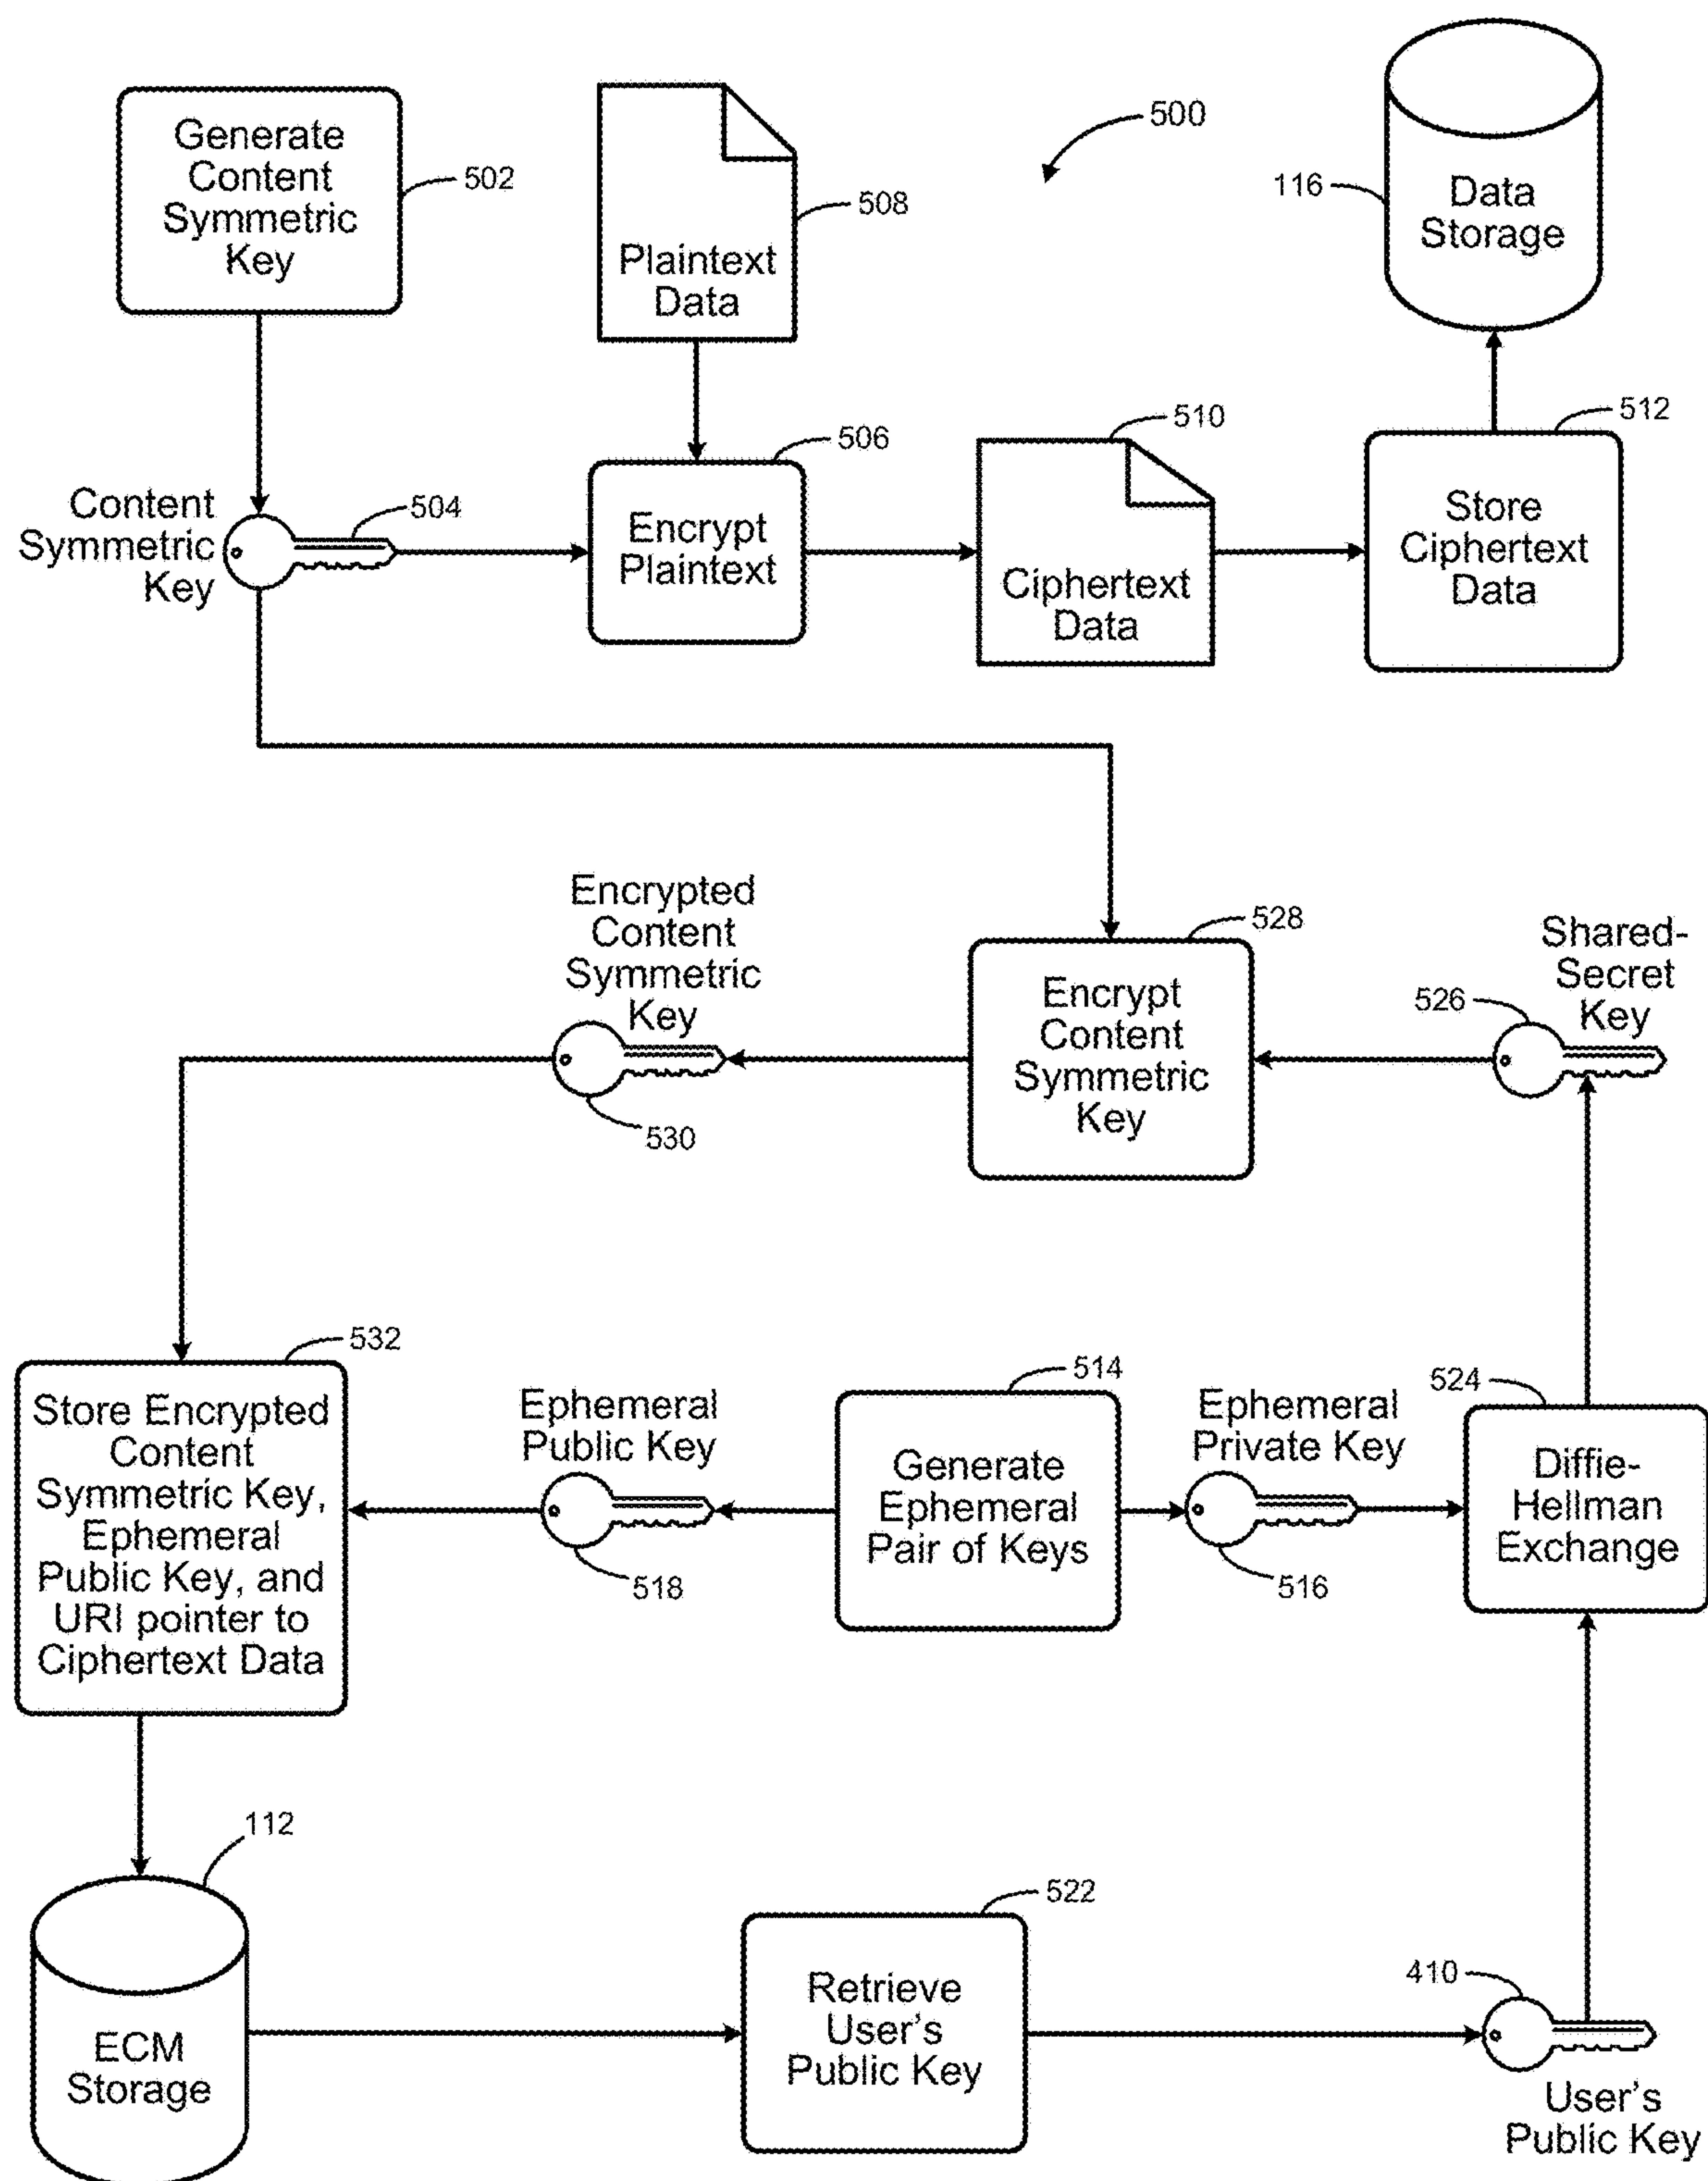 Generate
Content
Symmetric
Key
502
Plaintext
Data
508
500
116
Data
Storage
Content
Symmetric
Key
504
Encrypt
Plaintext
506
510
Ciphertext
Data
512
Store
Ciphertext
Data
Encrypted
Content
Symmetric
Key
530
528
Encrypt
Content
Symmetric
Key
Shared-
Secret
Key
526
532
Store Encrypted
Content
Symmetric Key,
Ephemeral
Public Key, and
URI pointer to
Ciphertext Data
Ephemeral
Public Key
518
514
Generate
Ephemeral
Pair of Keys
Ephemeral
Private Key
516
524
Diffie-
Hellman
Exchange
112
ECM
Storage
522
Retrieve
User's
Public Key
410
User's
Public Key